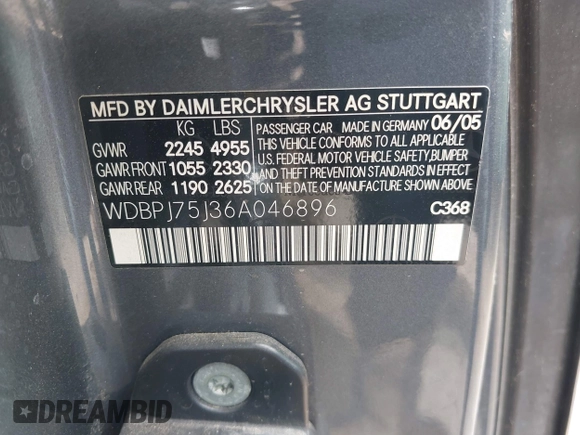 MFD BY DAIMLERCHRYSLER AG STUTTGART
KG LBS
GVWR 2245 4955
GAWR FRONT 1055 2330
GAWR REAR 1190 2625
PASSENGER CAR MADE IN GERMANY 06/05
THIS VEHICLE CONFORMS TO ALL APPLICABLE
U.S. FEDERAL MOTOR VEHICLE SAFETY, BUMPER
AND THEFT PREVENTION STANDARDS IN EFFECT
ON THE DATE OF MANUFACTURE SHOWN ABOVE
WDBPJ75J36A046896
C368
DREAMBID